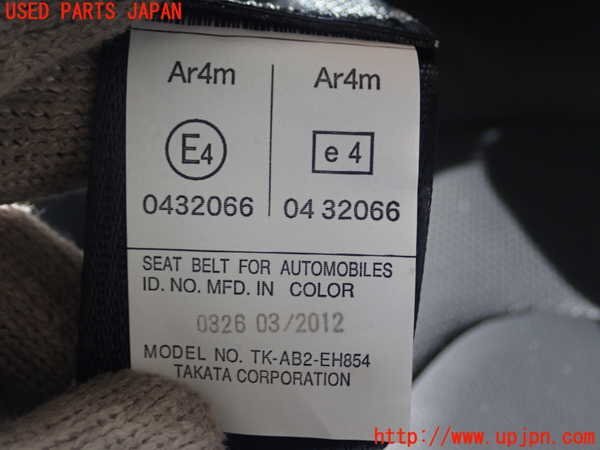 USED PARTS JAPAN
Ar4m Ar4m
E4 e4
0432066 04 32066
SEAT BELT FOR AUTOMOBILES
ID. NO. MFD. IN COLOR
0326 03/2012
MODEL NO. TK-AB2-EH854
TAKATA CORPORATION
http://www.upjpn.com